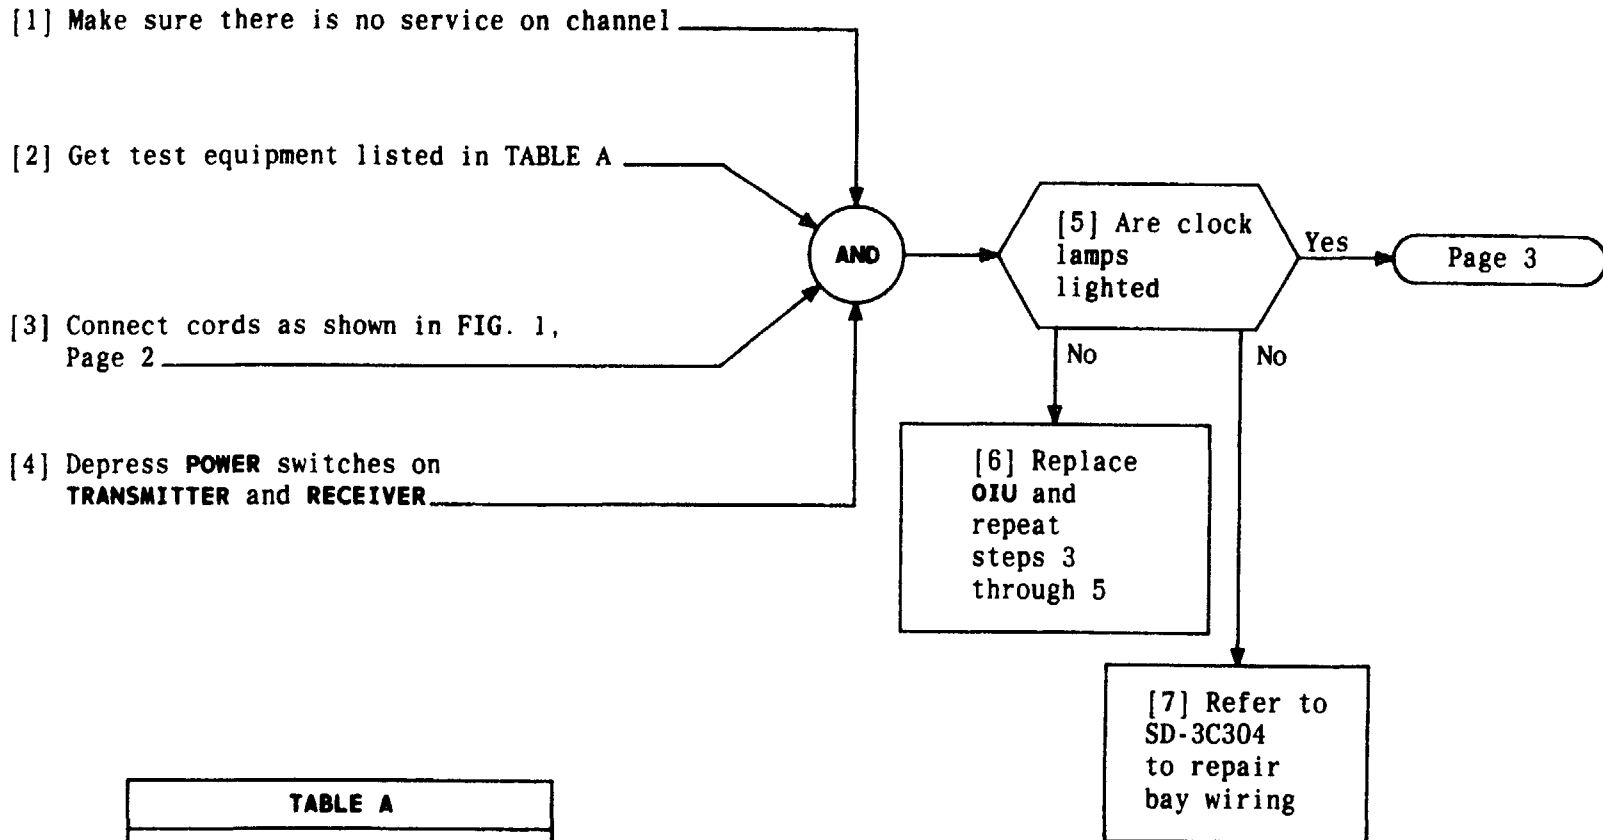 [1] Make sure there is no service on channel
[2] Get test equipment listed in TABLE A
[3] Connect cords as shown in FIG. 1,
Page 2
[4] Depress POWER switches on
TRANSMITTER and RECEIVER
AND
[5] Are clock
lamps
lighted
Yes
Page 3
No
No
[6] Replace
OIU and
repeat
steps 3
through 5
[7] Refer to
SD-3C304
to repair
bay wiring
TABLE A